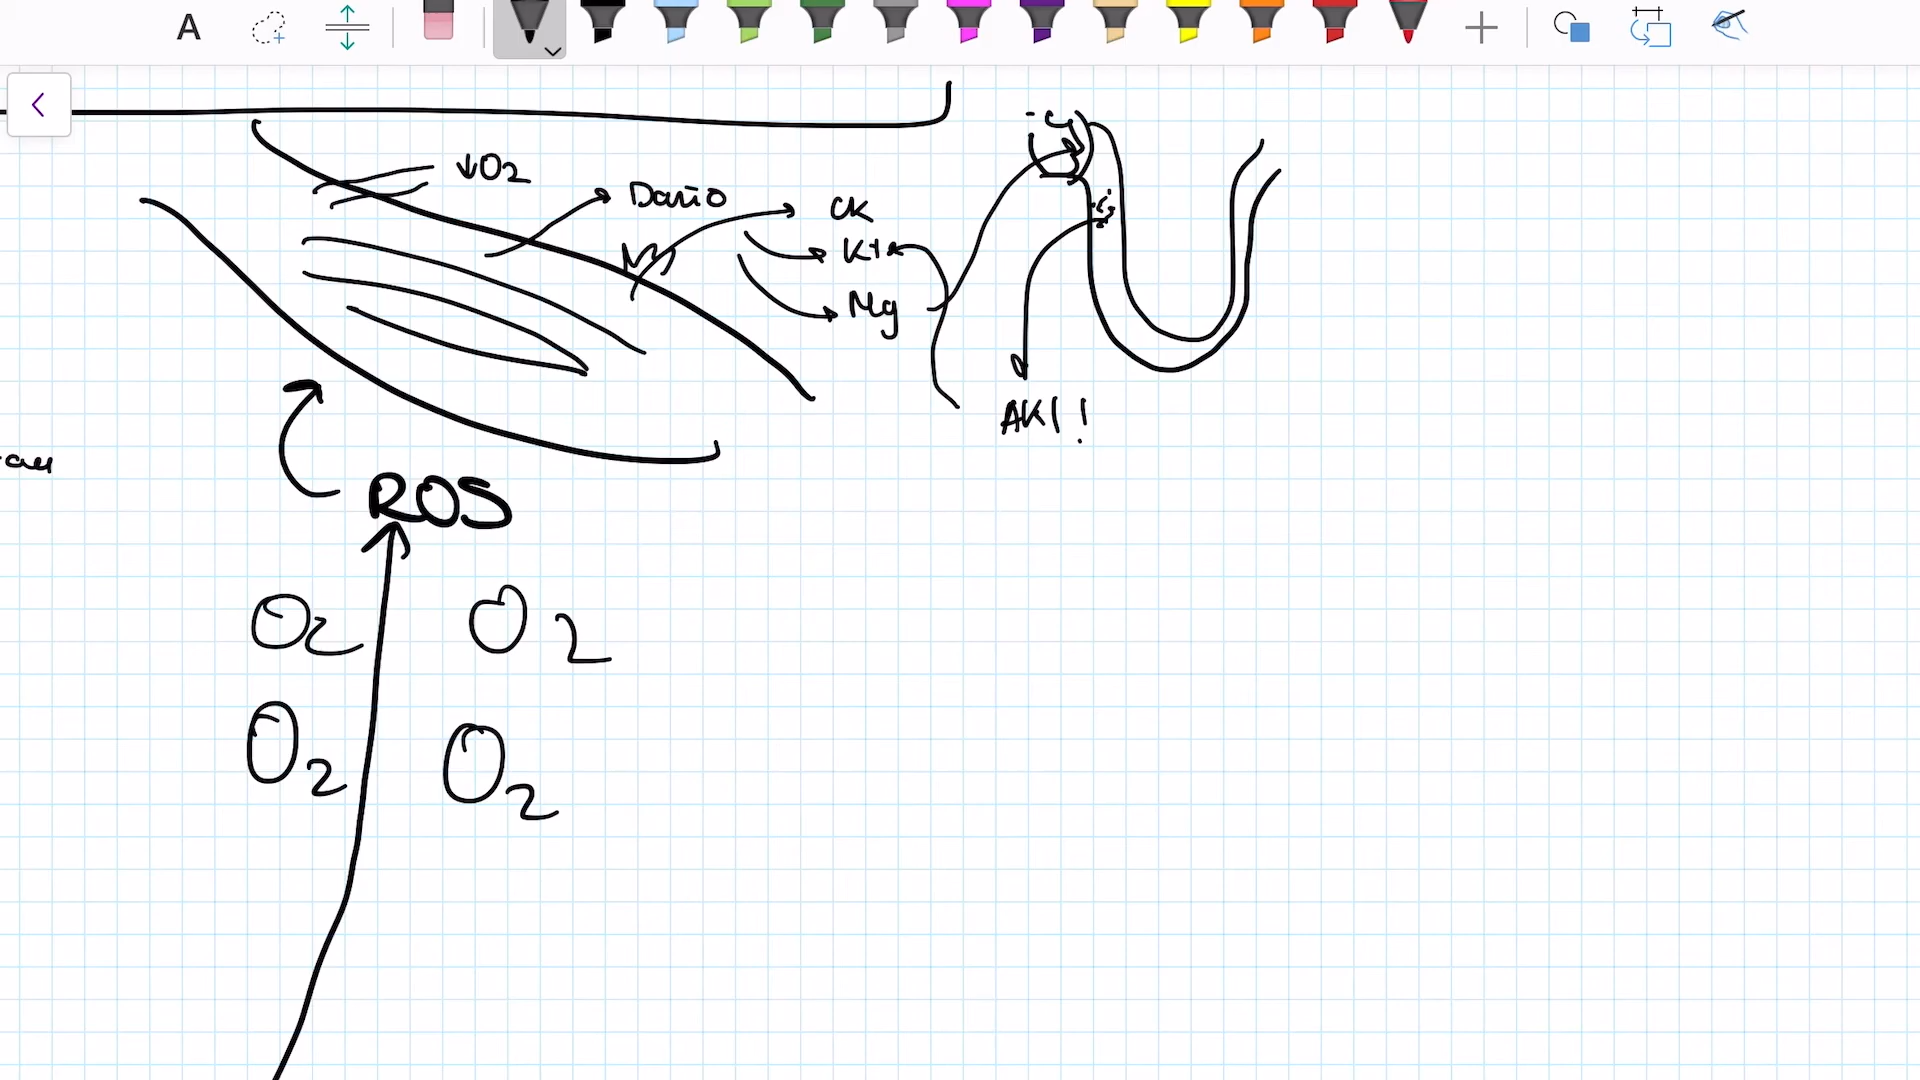 A
↓O2
Daño
CK
K+
Mg
AKI!
ROS
O2 O2
O2 O2